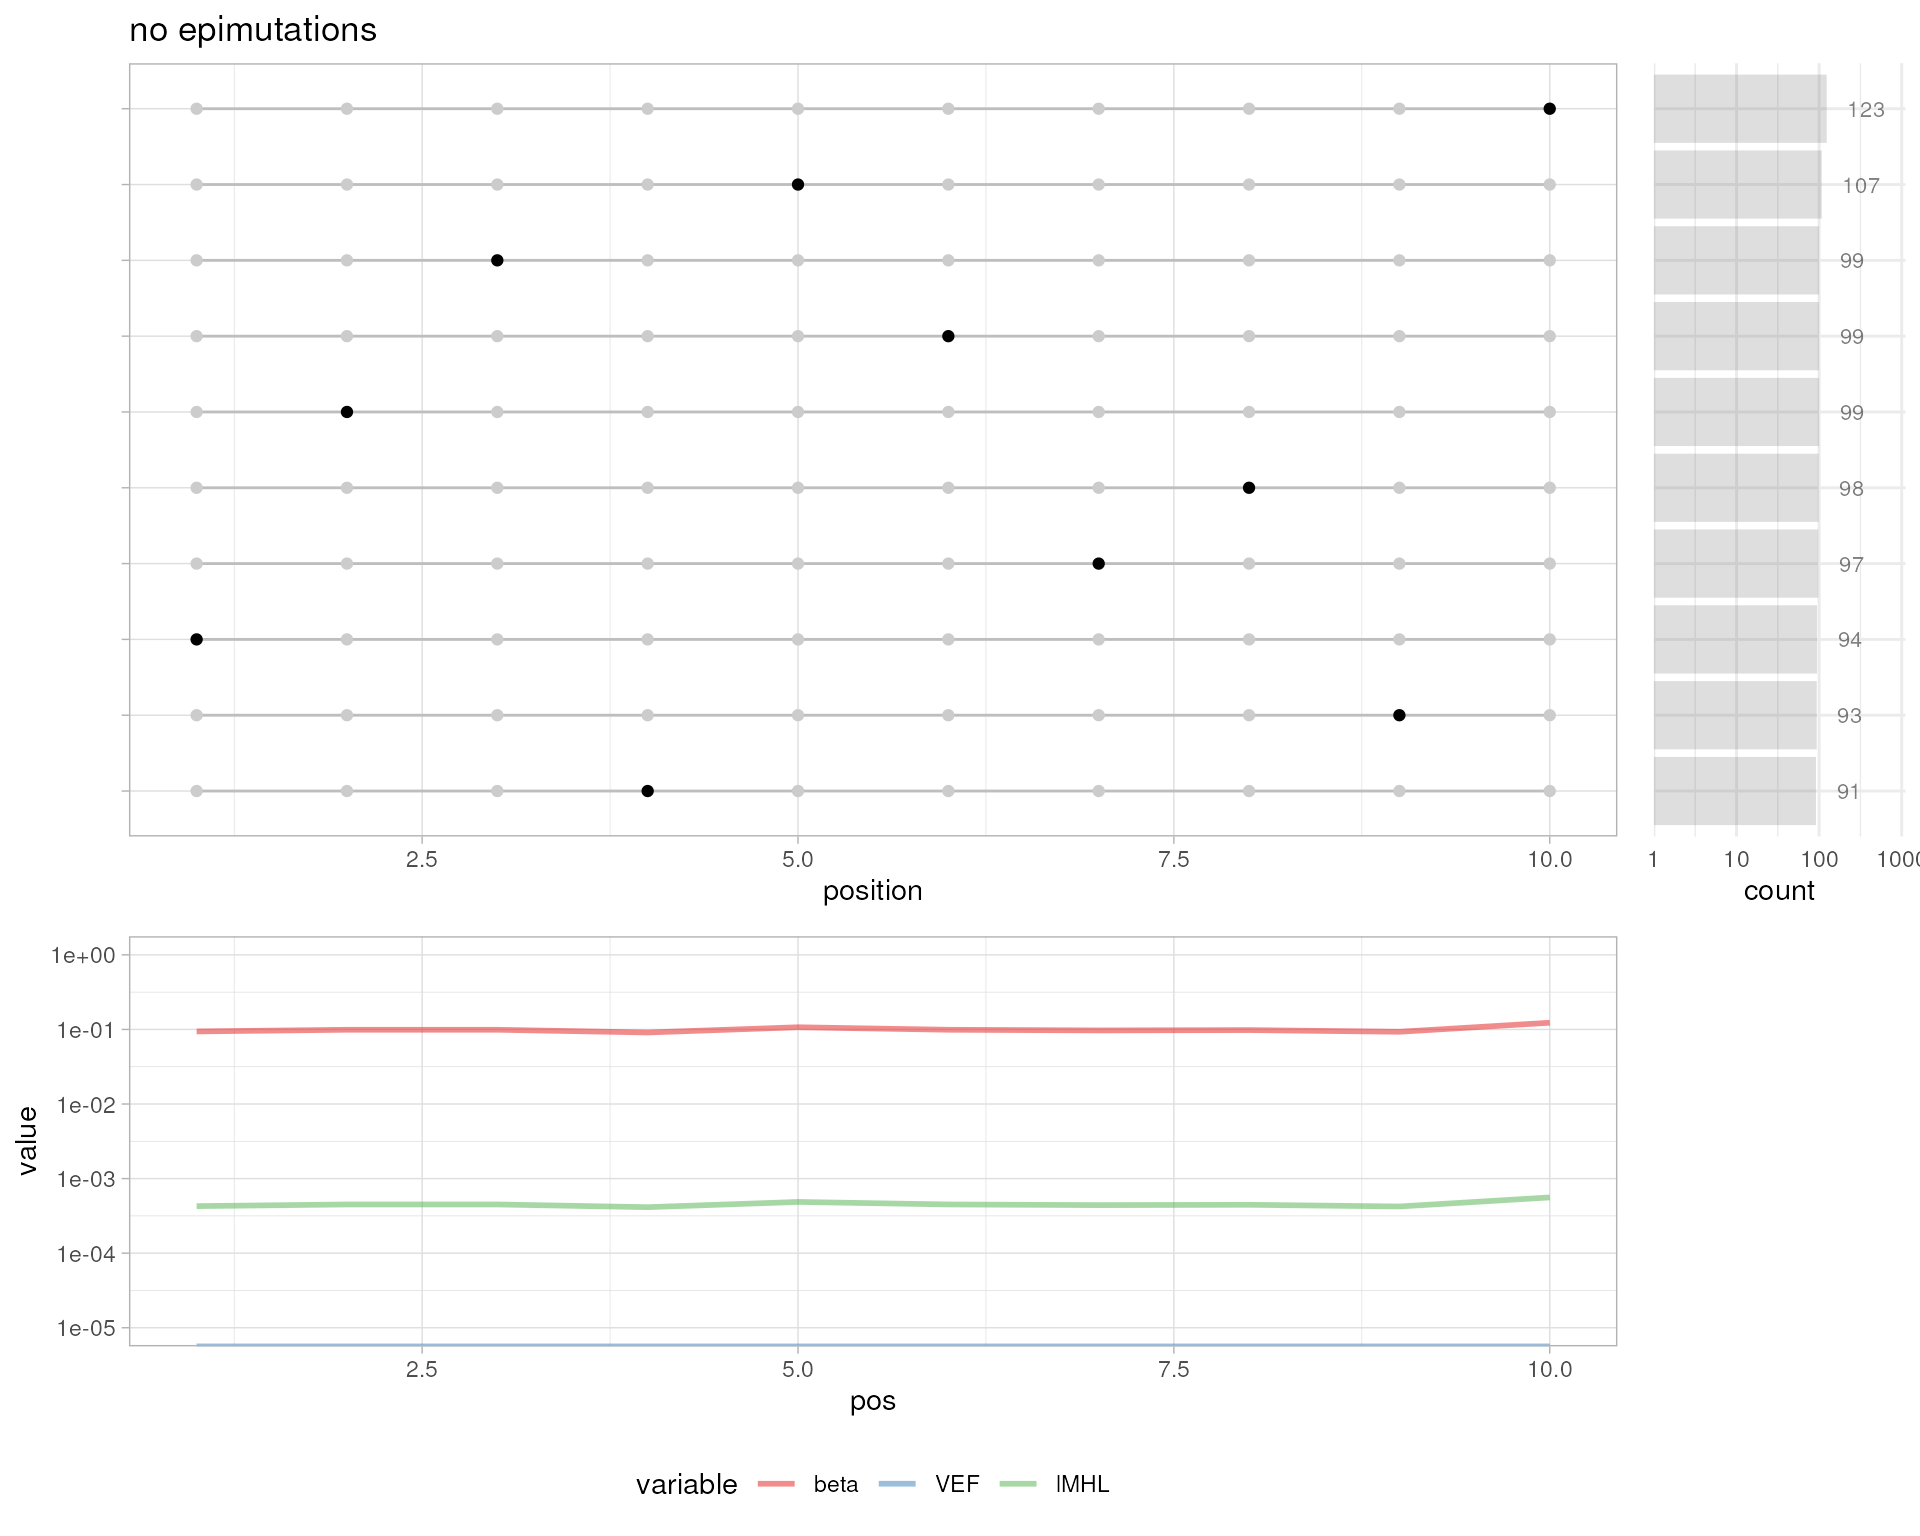 no epimutations
123
107
99
99
99
98
97
94
93
91
2.5 5.0 7.5 10.0
position
1 10 100 1000
count
1e+00
1e-01
1e-02
1e-03
1e-04
1e-05
value
2.5 5.0 7.5 10.0
pos
variable beta VEF lMHL